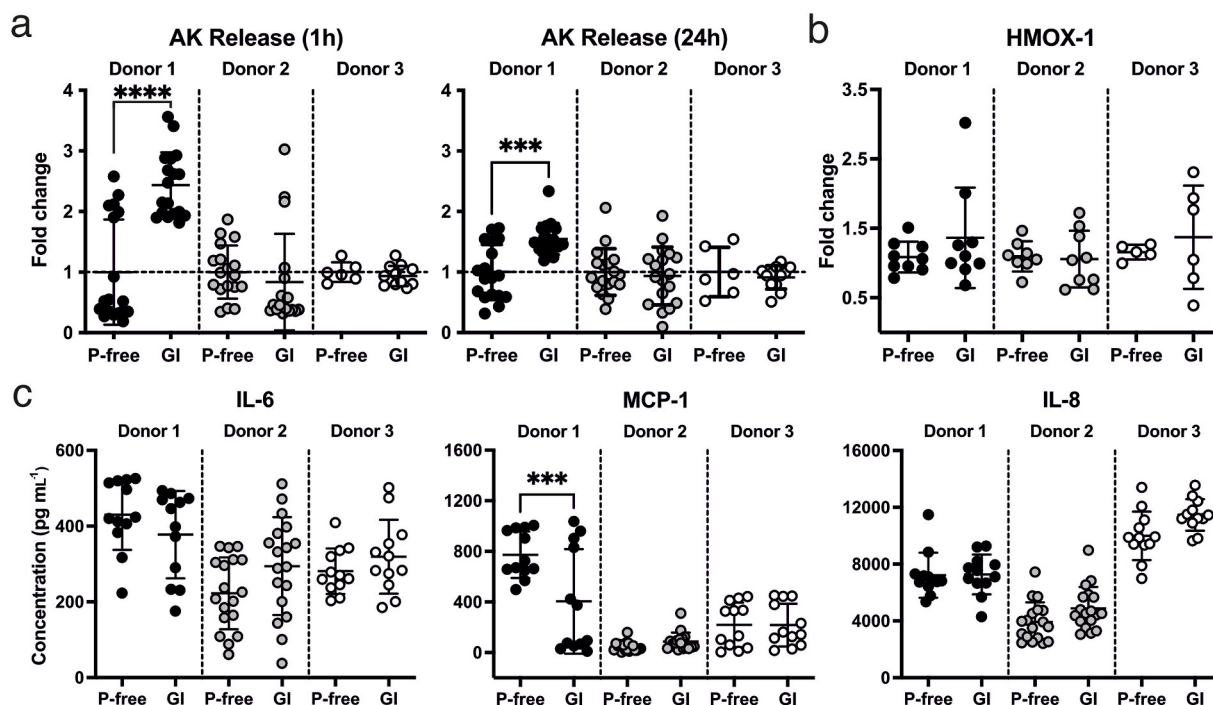 a
AK Release (1h)
Donor 1 Donor 2 Donor 3
****
Fold change
4
3
2
1
0
P-free GI P-free GI P-free GI
AK Release (24h)
Donor 1 Donor 2 Donor 3
***
4
3
2
1
0
P-free GI P-free GI P-free GI
b
HMOX-1
Donor 1 Donor 2 Donor 3
Fold change
3.5
2.5
1.5
0.5
P-free GI P-free GI P-free GI
c
IL-6
Donor 1 Donor 2 Donor 3
Concentration (pg mL⁻¹)
600
400
200
0
P-free GI P-free GI P-free GI
MCP-1
Donor 1 Donor 2 Donor 3
***
1600
1200
800
400
0
P-free GI P-free GI P-free GI
IL-8
Donor 1 Donor 2 Donor 3
16000
12000
8000
4000
0
P-free GI P-free GI P-free GI